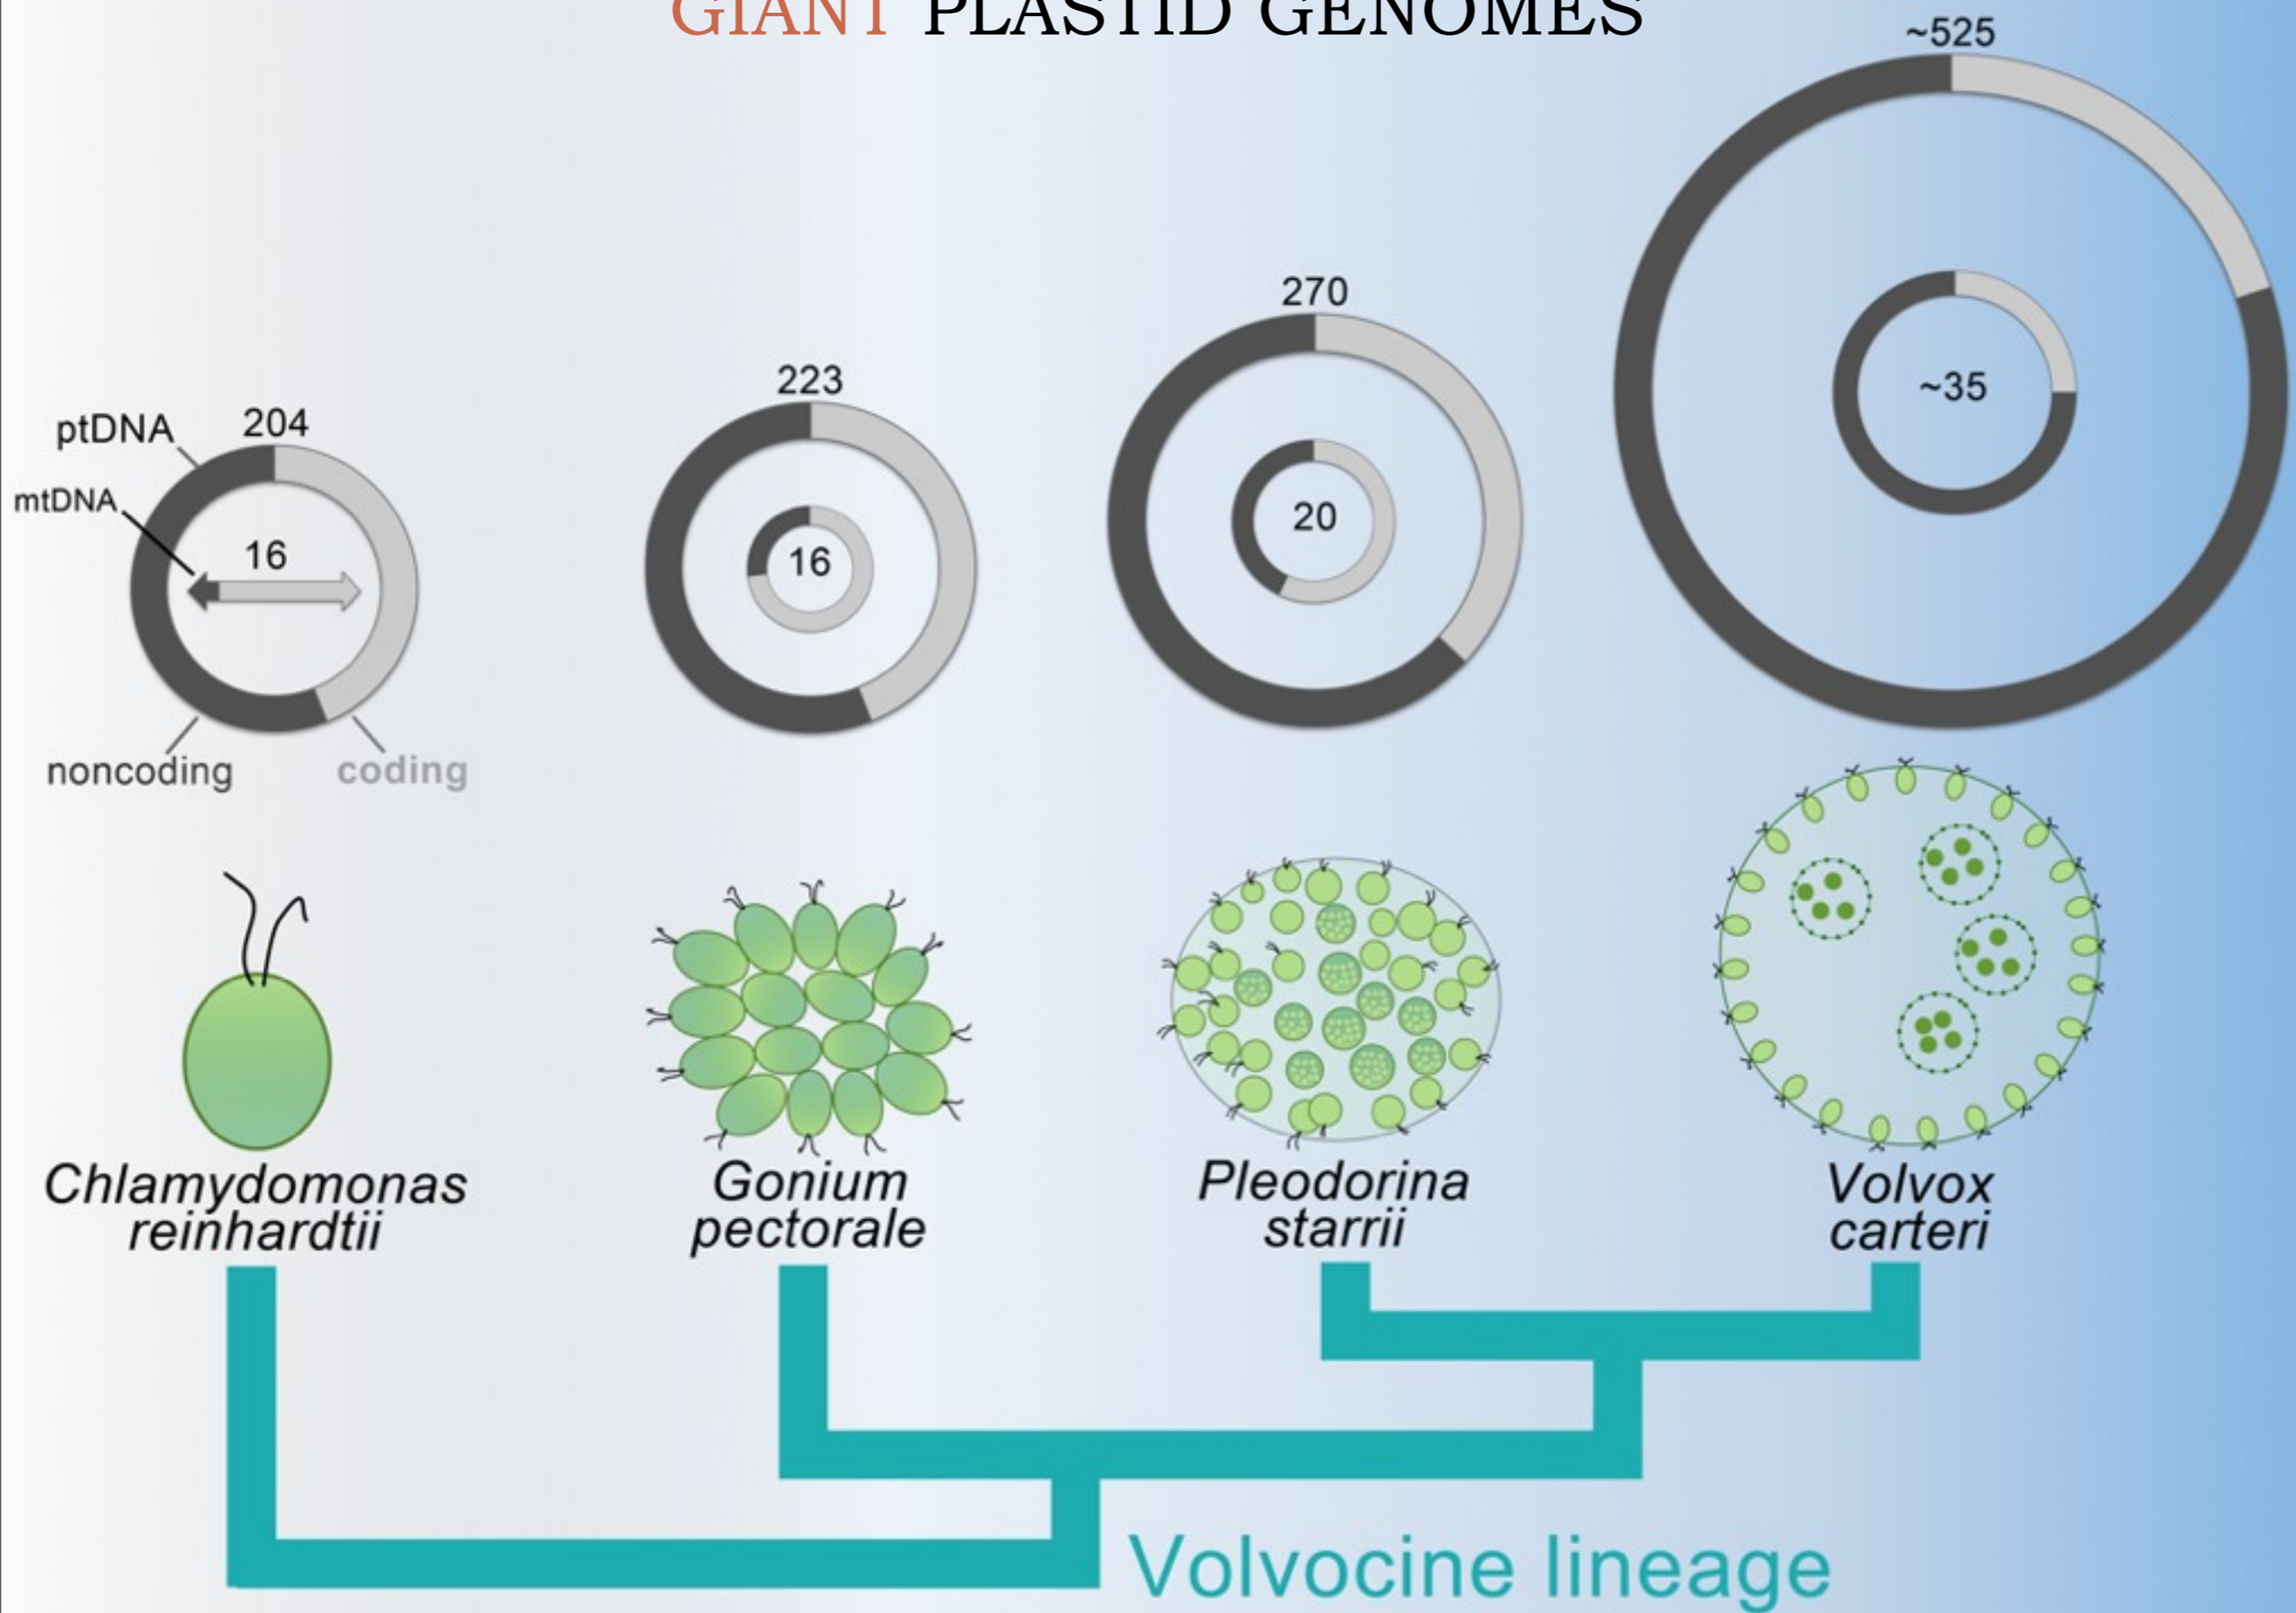 GIANT PLASTID GENOMES
~525
270
223
204
ptDNA
mtDNA
16
16
20
~35
noncoding
coding
Chlamydomonas
reinhardtii
Gonium
pectorale
Pleodorina
starrii
Volvox
carteri
Volvocine lineage